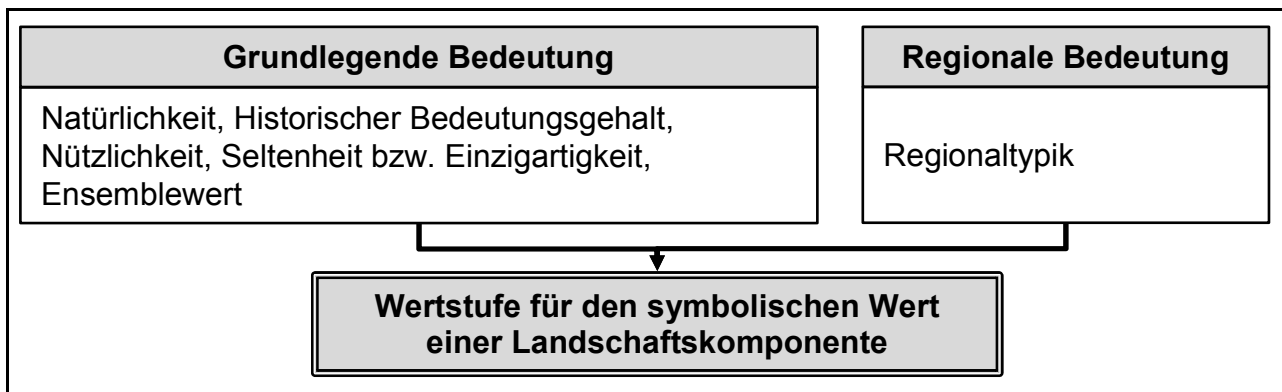 Grundlegende Bedeutung
Natürlichkeit, Historischer Bedeutungsgehalt,
Nützlichkeit, Seltenheit bzw. Einzigartigkeit,
Ensemblewert
Regionale Bedeutung
Regionaltypik
Wertstufe für den symbolischen Wert
einer Landschaftskomponente